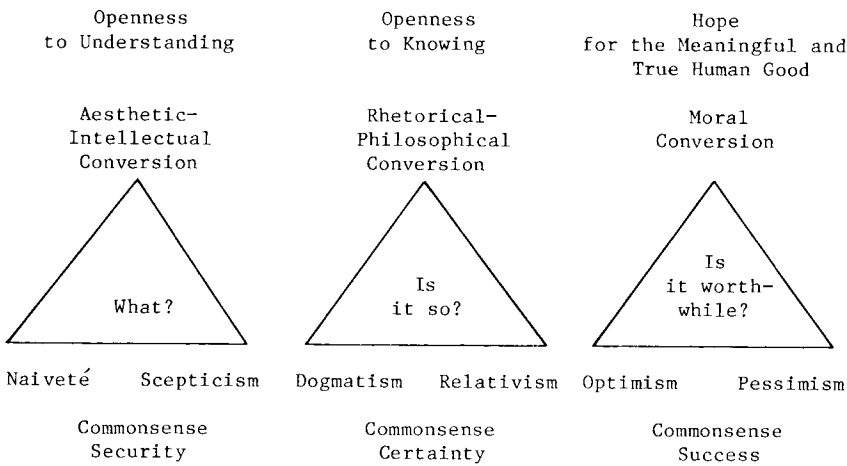 Openness
to Understanding
Openness
to Knowing
Hope
for the Meaningful and
True Human Good
Aesthetic-
Intellectual
Conversion
Rhetorical-
Philosophical
Conversion
Moral
Conversion
What?
Is
it so?
Is
it worth-
while?
Naiveté Scepticism
Dogmatism Relativism
Optimism Pessimism
Commonsense
Security
Commonsense
Certainty
Commonsense
Success